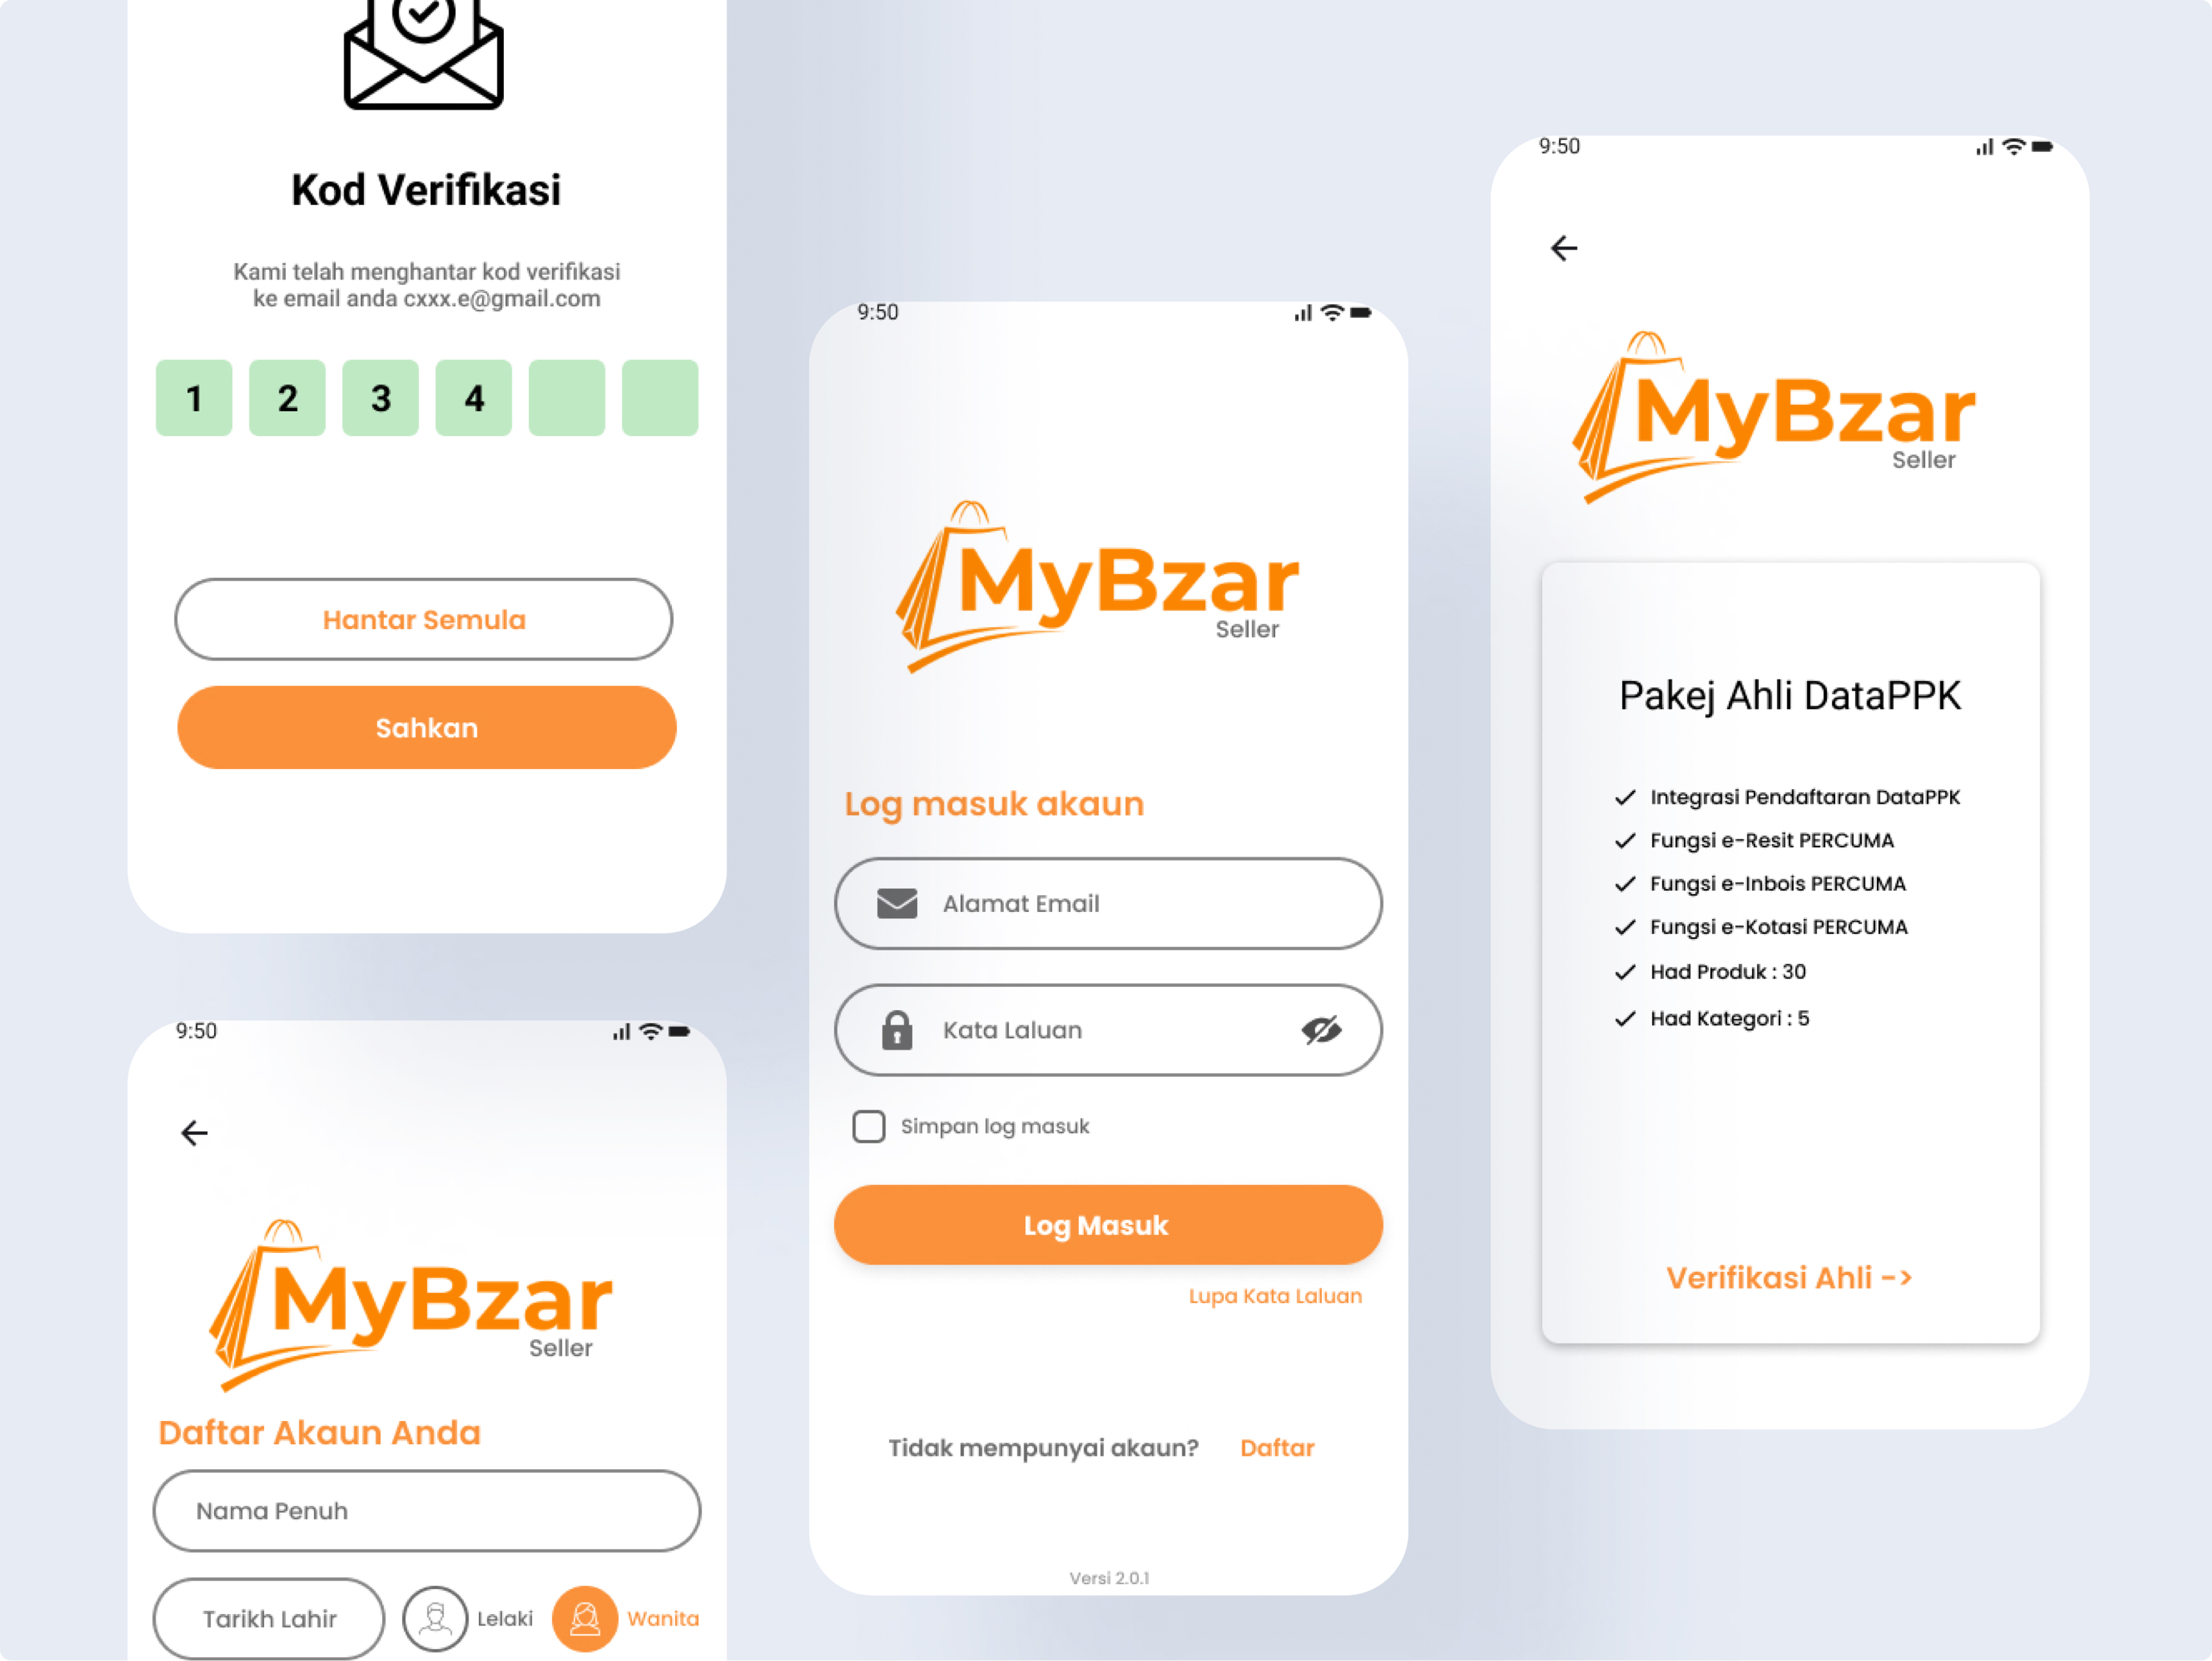 Kod Verifikasi
Kami telah menghantar kod verifikasi
ke email anda cxxx.e@gmail.com
1 2 3 4
Hantar Semula
Sahkan
9:50
MyBzar
Seller
Daftar Akaun Anda
Nama Penuh
Tarikh Lahir Lelaki Wanita
9:50
MyBzar
Seller
Log masuk akaun
Alamat Email
Kata Laluan
Simpan log masuk
Log Masuk
Lupa Kata Laluan
Tidak mempunyai akaun? Daftar
Versi 2.0.1
9:50
MyBzar
Seller
Pakej Ahli DataPPK
Integrasi Pendaftaran DataPPK
Fungsi e-Resit PERCUMA
Fungsi e-Inbois PERCUMA
Fungsi e-Kotasi PERCUMA
Had Produk : 30
Had Kategori : 5
Verifikasi Ahli ->